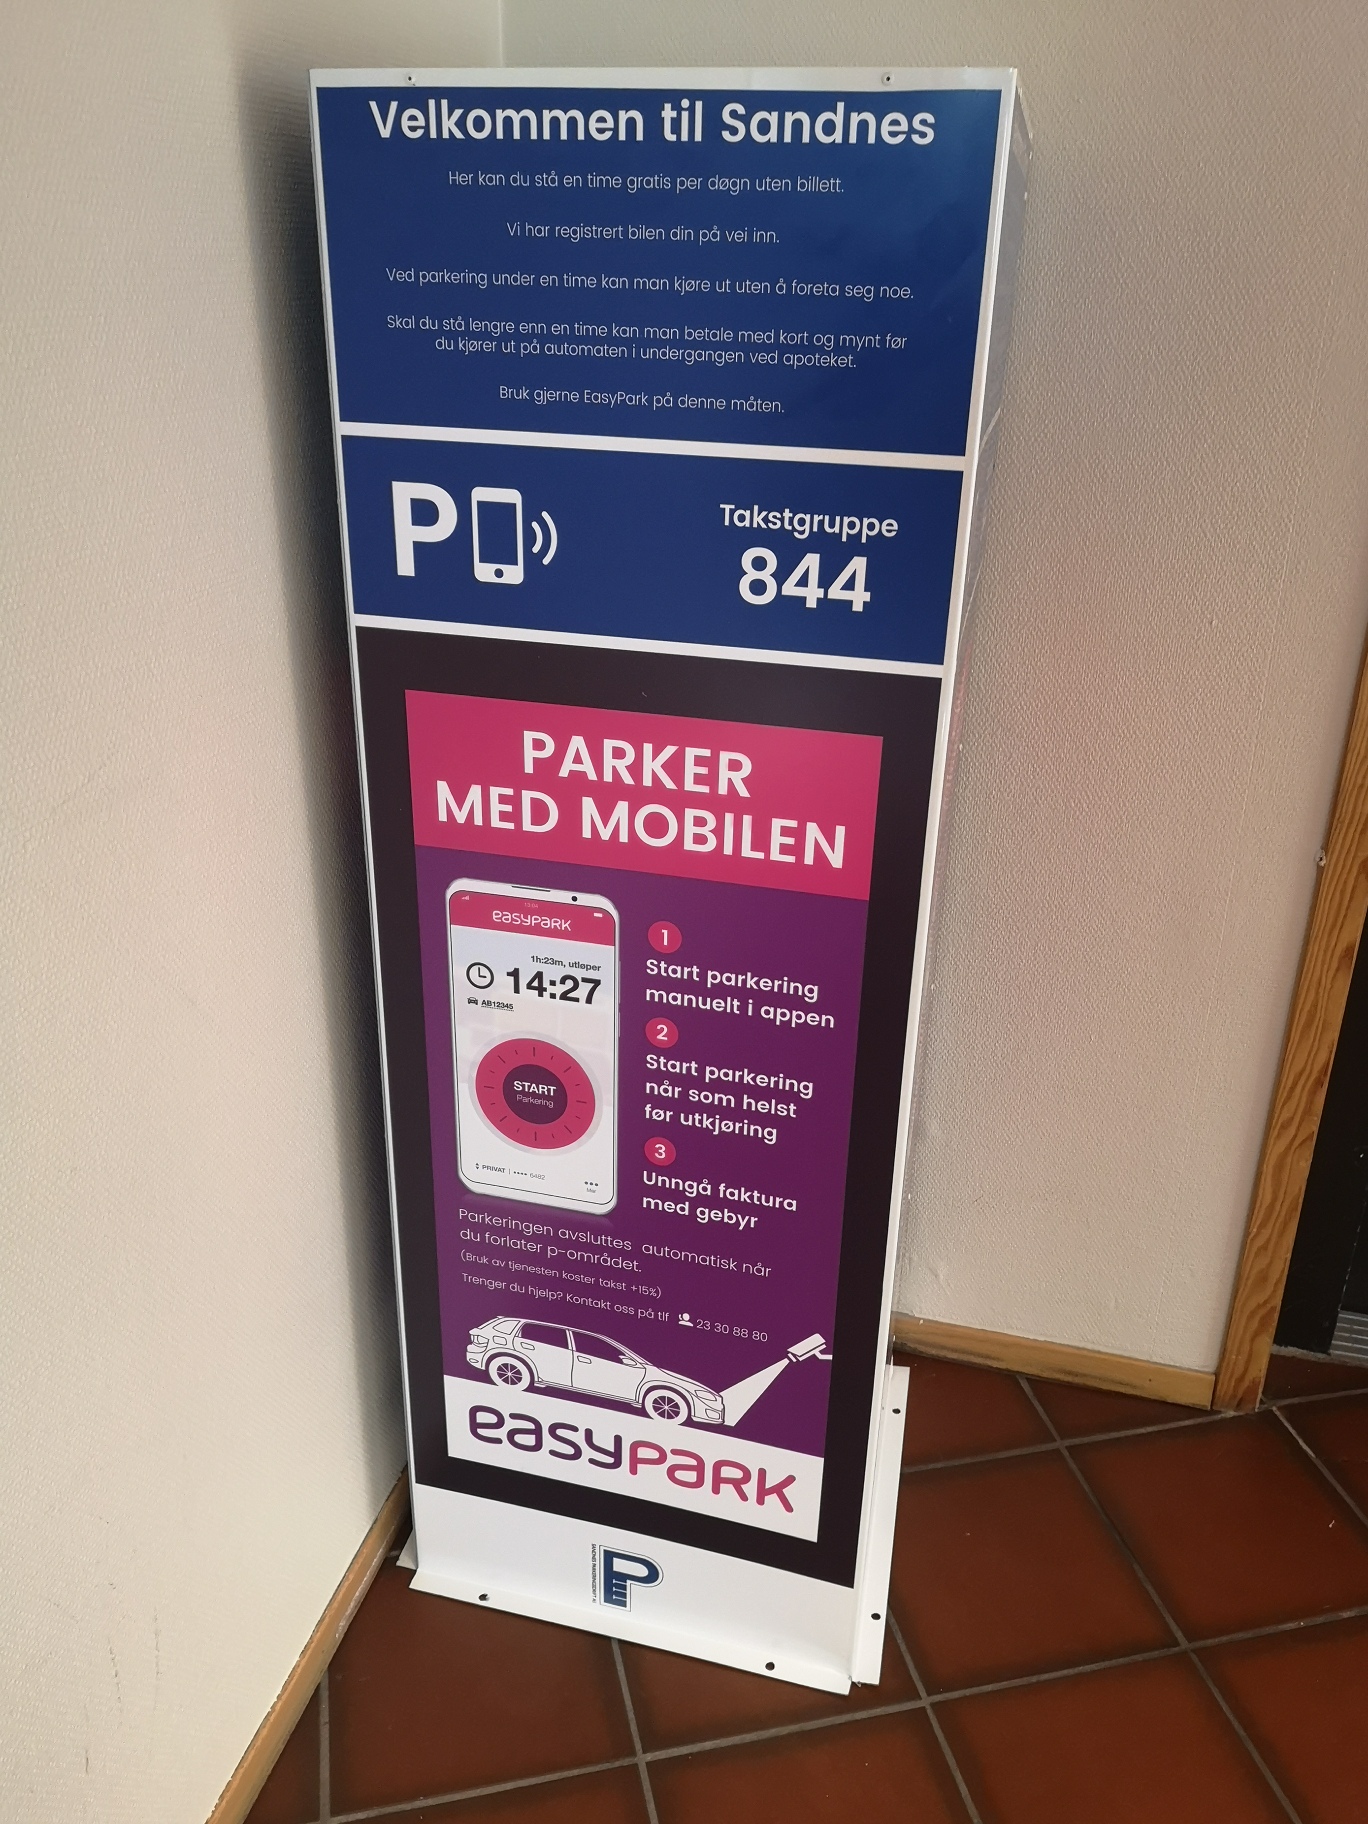 Velkommen til Sandnes
Her kan du stå en time gratis per døgn uten billett.
Vi har registrert bilen din på vei inn.
Ved parkering under en time kan man kjøre ut uten å foreta seg noe.
Skal du stå lengre enn en time kan man betale med kort og mynt før
du kjører ut på automaten i undergangen ved apoteket.
Bruk gjerne EasyPark på denne måten.
P
Takstgruppe
844
PARKER
MED MOBILEN
easypark
1h:23m, utløper
14:27
AB12345
START
Parkering
PRIVAT | •••• 6482
Mer
1
Start parkering
manuelt i appen
2
Start parkering
når som helst
før utkjøring
3
Unngå faktura
med gebyr
Parkeringen avsluttes automatisk når
du forlater p-området.
(Bruk av tjenesten koster takst +15%)
Trenger du hjelp? Kontakt oss på tlf 23 30 88 80
easypark
P